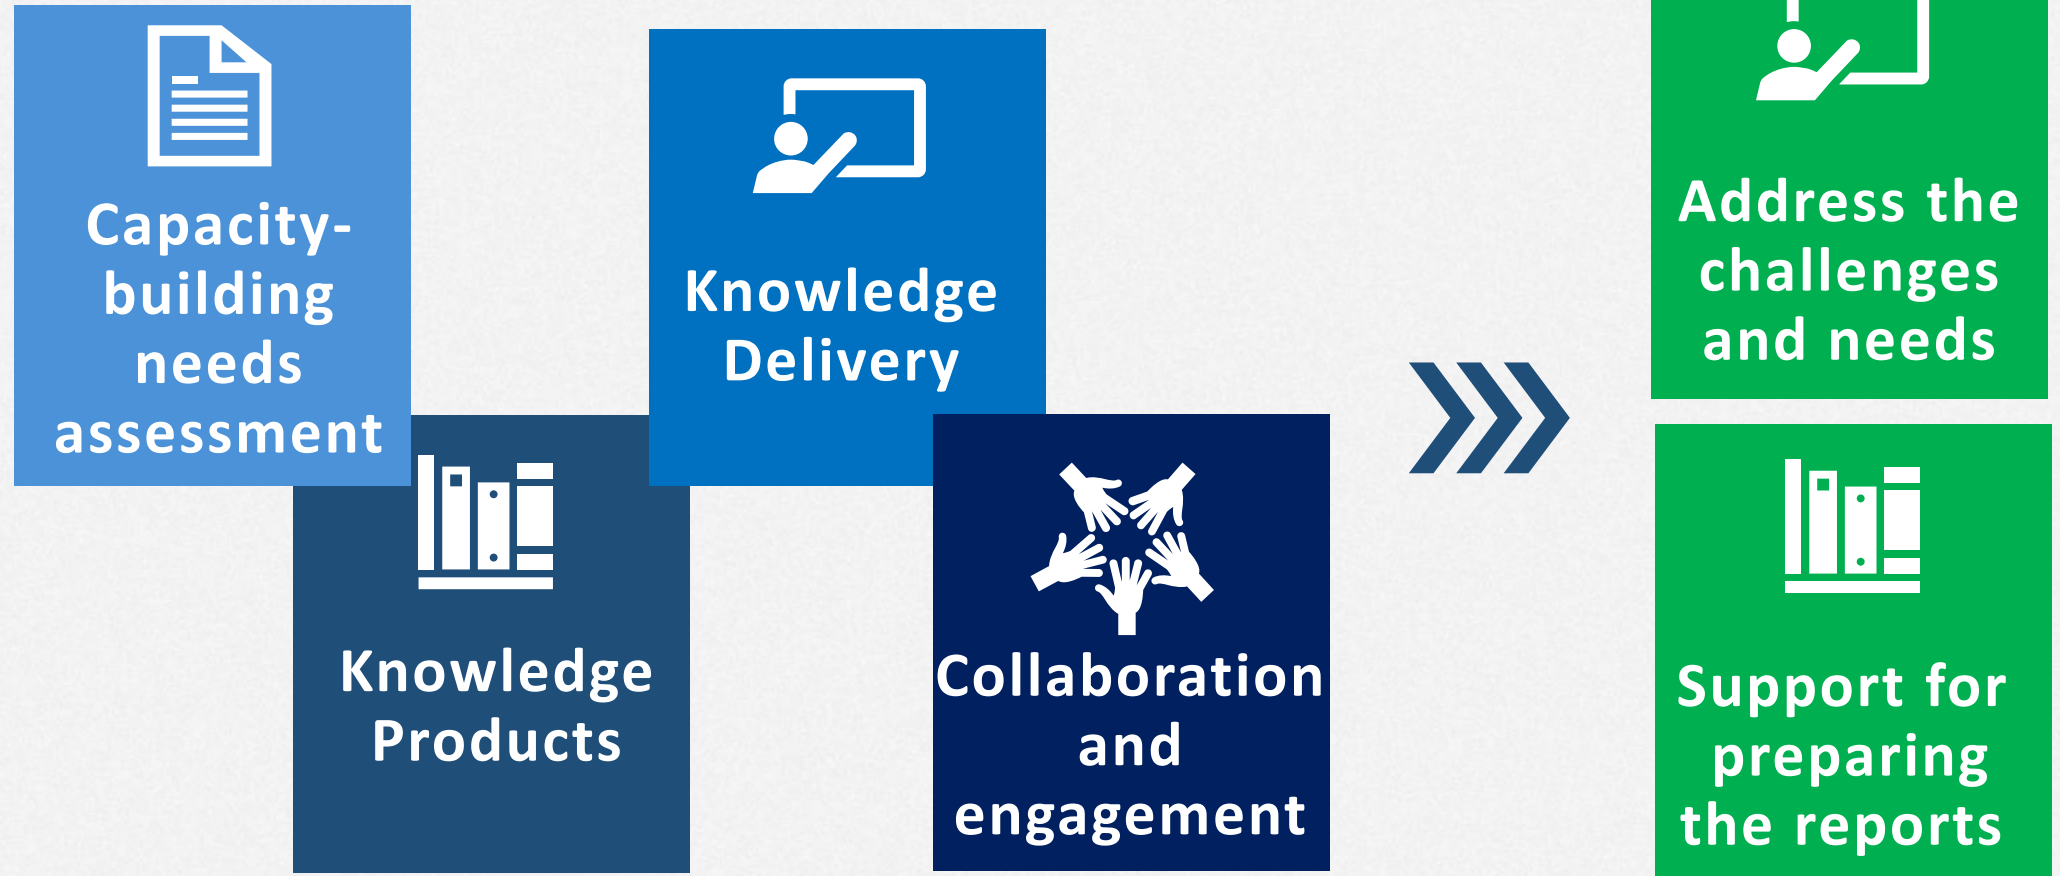 Capacity-
building
needs
assessment
Knowledge
Products
Knowledge
Delivery
Collaboration
and
engagement
Address the
challenges
and needs
Support for
preparing
the reports